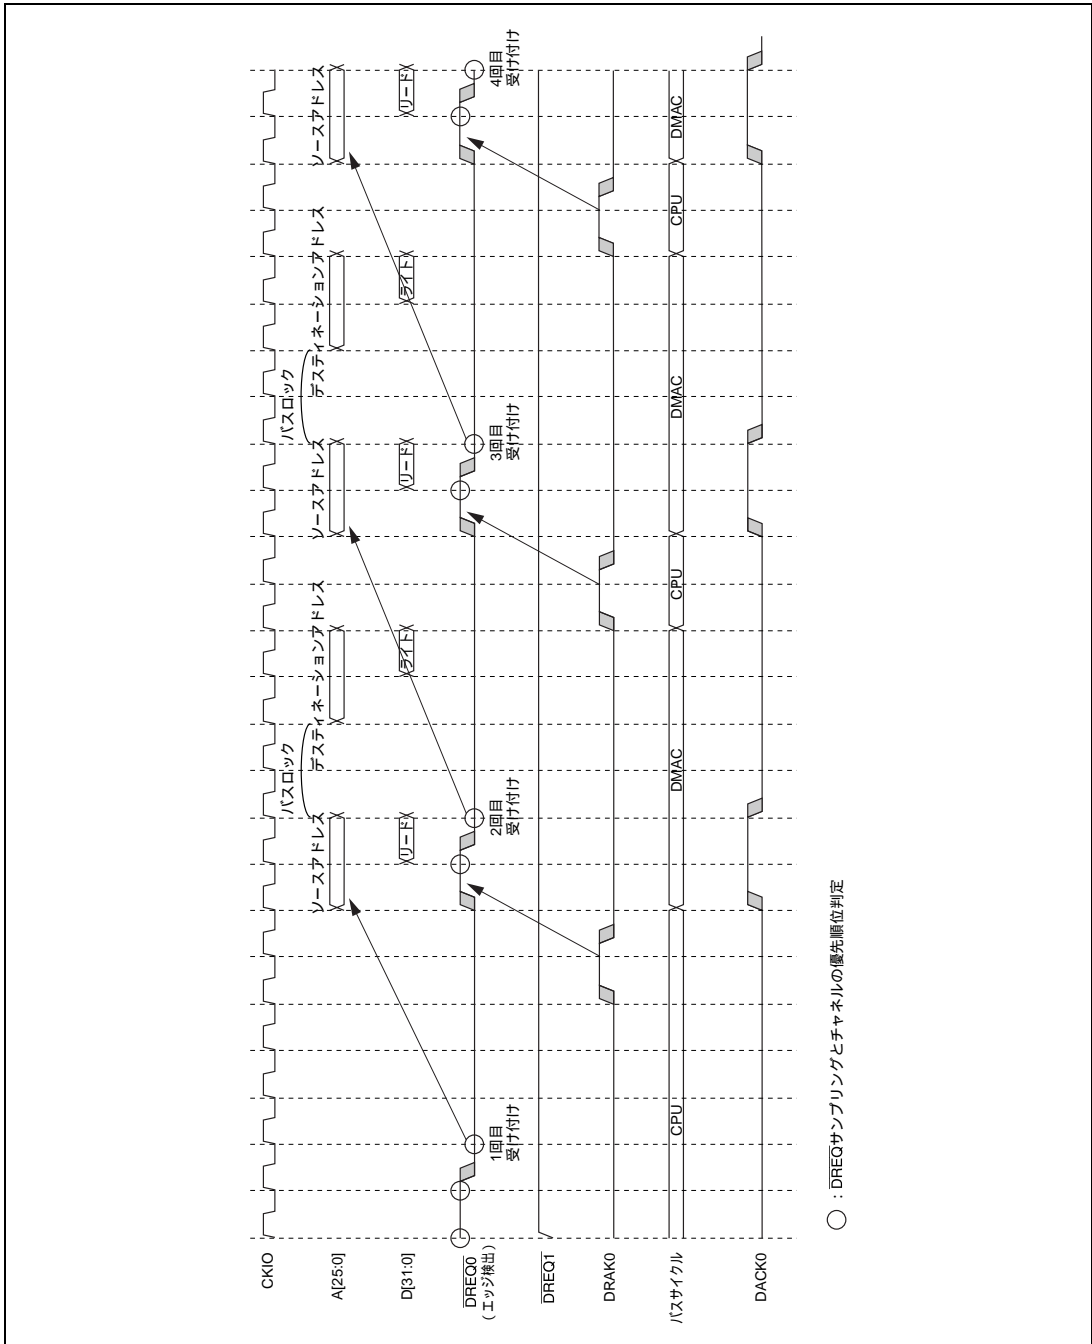 CKIO
A[25:0]
ソースアドレス
デスティネーションアドレス
ソースアドレス
デスティネーションアドレス
ソースアドレス
バスロック
バスロック
D[31:0]
リード
ライト
リード
ライト
リード
DREQ0
(エッジ検出)
1回目
受け付け
2回目
受け付け
3回目
受け付け
4回目
受け付け
DREQ1
DRAK0
バスサイクル
CPU
DMAC
CPU
DMAC
CPU
DMAC
DACK0
○ : DREQサンプリングとチャネルの優先順位判定